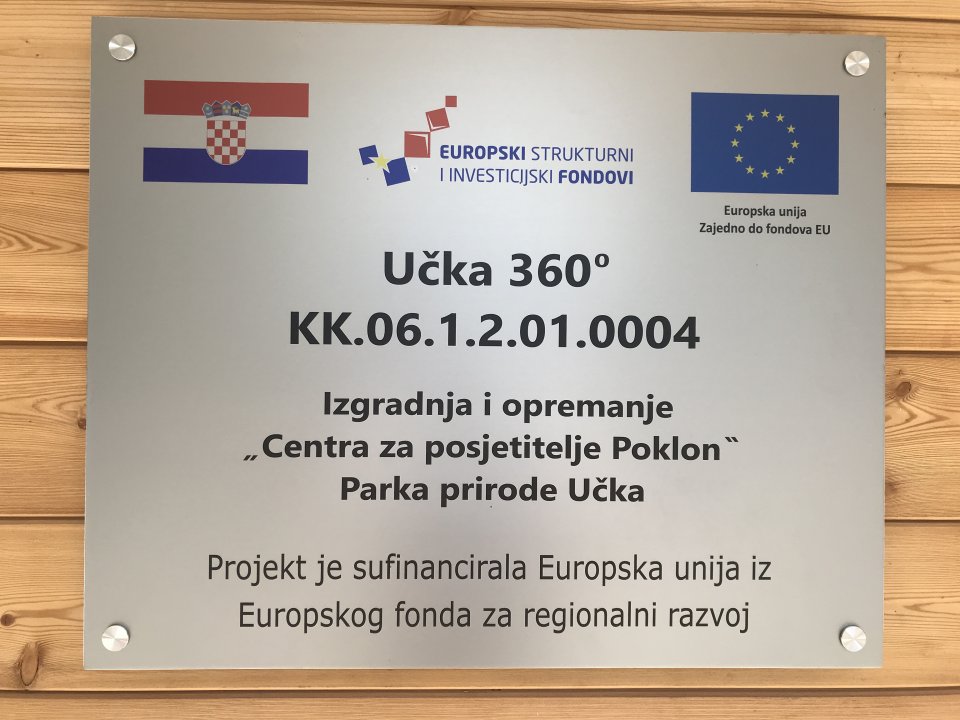 EUROPSKI STRUKTURNI
I INVESTICIJSKI FONDOVI
Europska unija
Zajedno do fondova EU
Učka 360°
KK.06.1.2.01.0004
Izgradnja i opremanje
„Centra za posjetitelje Poklon‟
Parka prirode Učka
Projekt je sufinancirala Europska unija iz
Europskog fonda za regionalni razvoj